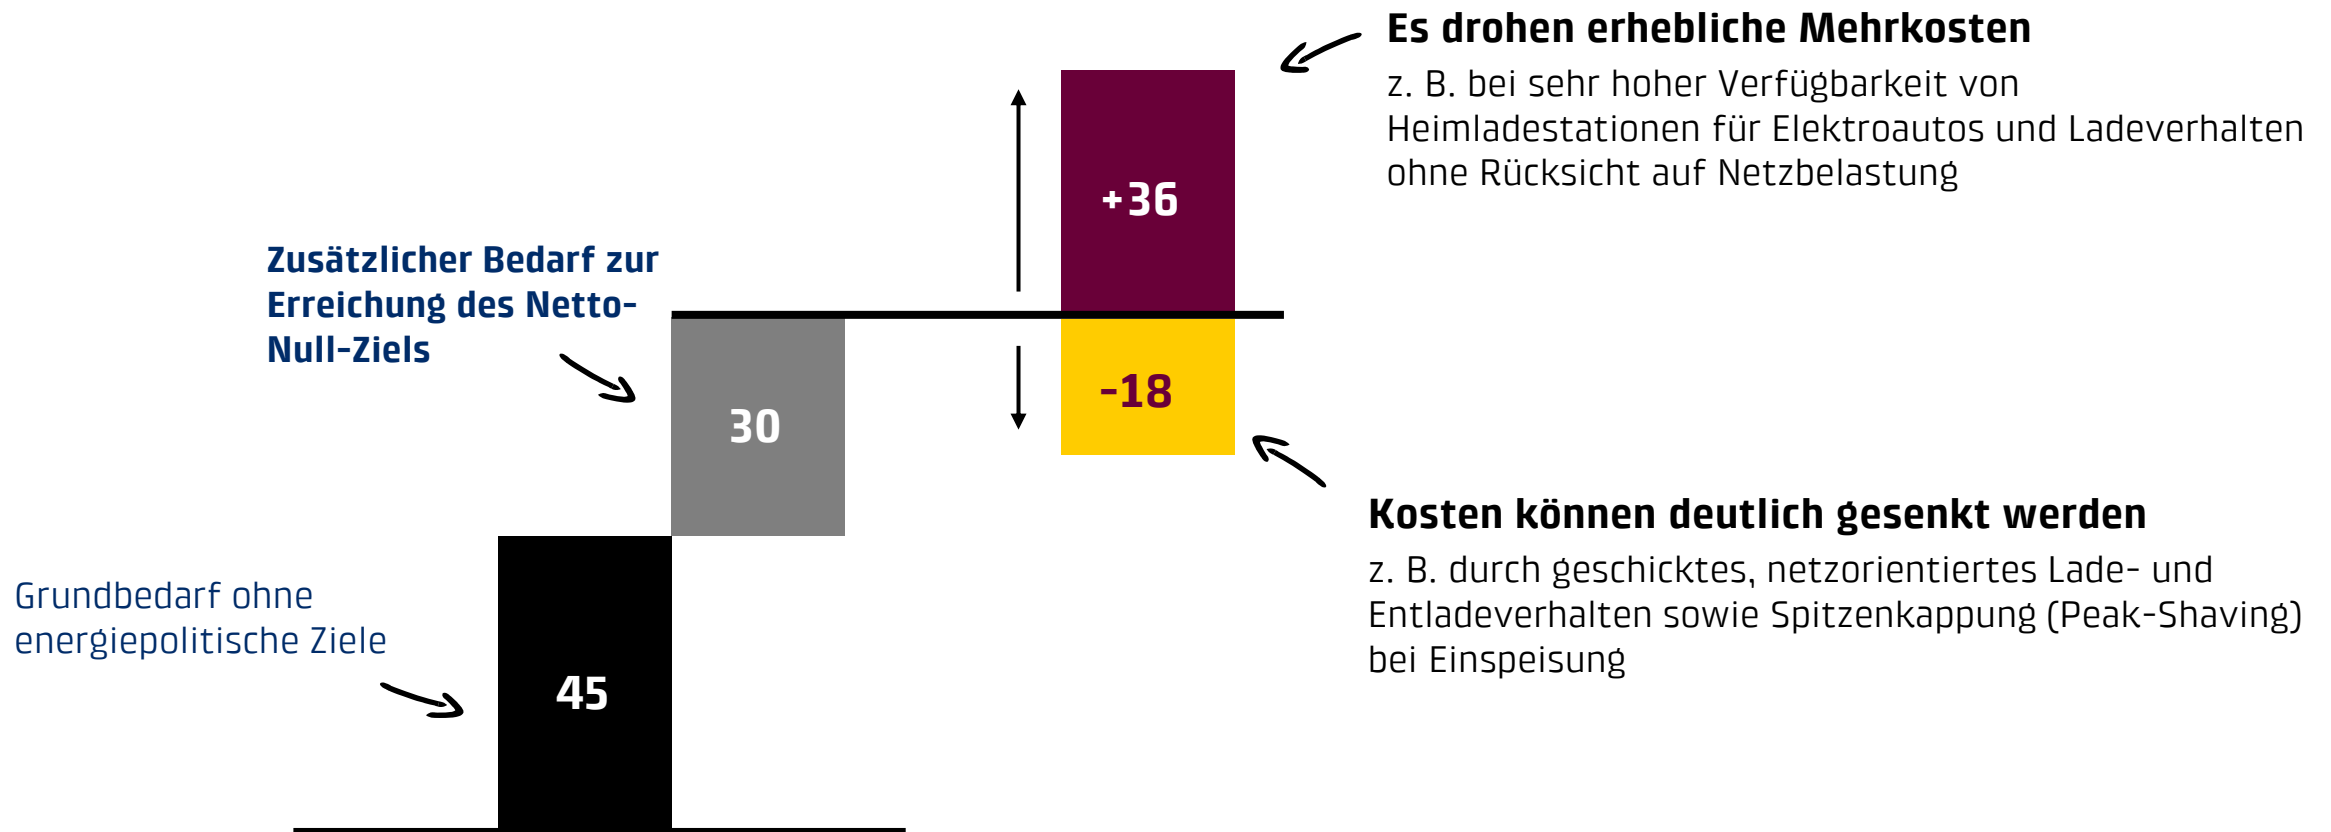 Es drohen erhebliche Mehrkosten
z. B. bei sehr hoher Verfügbarkeit von
Heimladestationen für Elektroautos und Ladeverhalten
ohne Rücksicht auf Netzbelastung
+36
Zusätzlicher Bedarf zur
Erreichung des Netto-
Null-Ziels
30
-18
Kosten können deutlich gesenkt werden
z. B. durch geschicktes, netzorientiertes Lade- und
Entladeverhalten sowie Spitzenkappung (Peak-Shaving)
bei Einspeisung
Grundbedarf ohne
energiepolitische Ziele
45